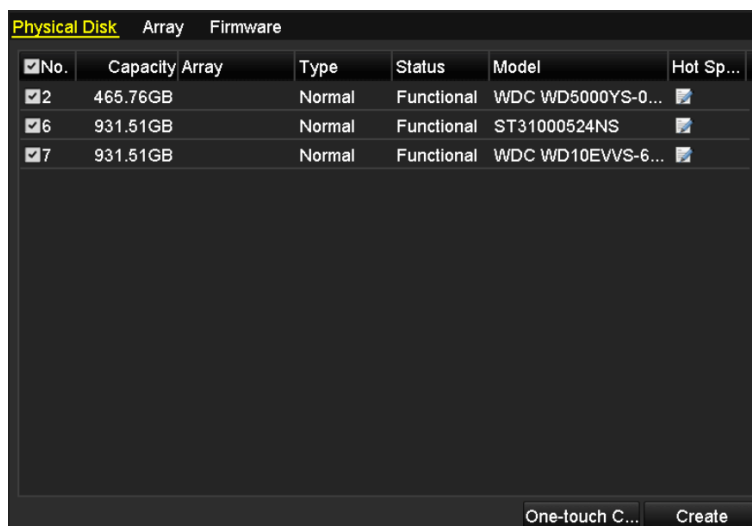 Physical Disk Array Firmware
No. Capacity Array Type Status Model Hot Sp...
2 465.76GB Normal Functional WDC WD5000YS-0...
6 931.51GB Normal Functional ST31000524NS
7 931.51GB Normal Functional WDC WD10EVVS-6...
One-touch C... Create